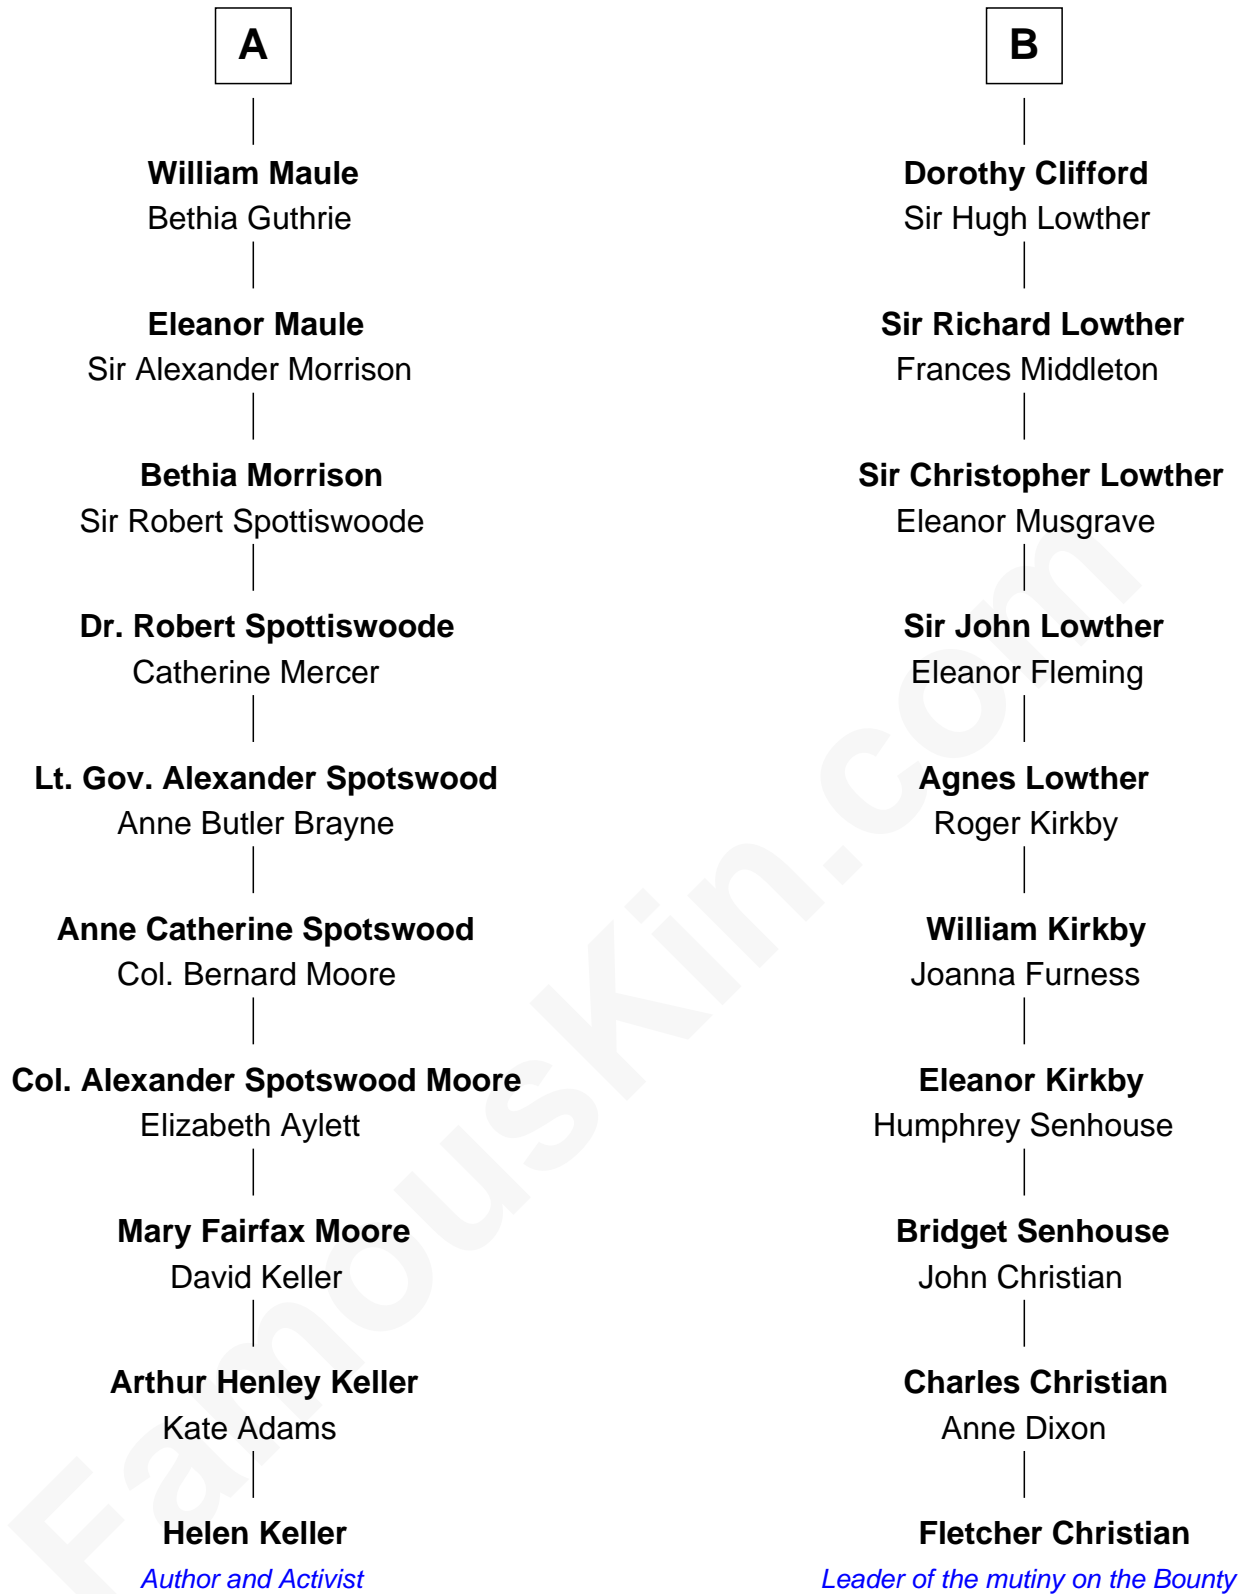 A
William Maule
Bethia Guthrie
Eleanor Maule
Sir Alexander Morrison
Bethia Morrison
Sir Robert Spottiswoode
Dr. Robert Spottiswoode
Catherine Mercer
Lt. Gov. Alexander Spotswood
Anne Butler Brayne
Anne Catherine Spotswood
Col. Bernard Moore
Col. Alexander Spotswood Moore
Elizabeth Aylett
Mary Fairfax Moore
David Keller
Arthur Henley Keller
Kate Adams
Helen Keller
Author and Activist
B
Dorothy Clifford
Sir Hugh Lowther
Sir Richard Lowther
Frances Middleton
Sir Christopher Lowther
Eleanor Musgrave
Sir John Lowther
Eleanor Fleming
Agnes Lowther
Roger Kirkby
William Kirkby
Joanna Furness
Eleanor Kirkby
Humphrey Senhouse
Bridget Senhouse
John Christian
Charles Christian
Anne Dixon
Fletcher Christian
Leader of the mutiny on the Bounty
FamousKin.com